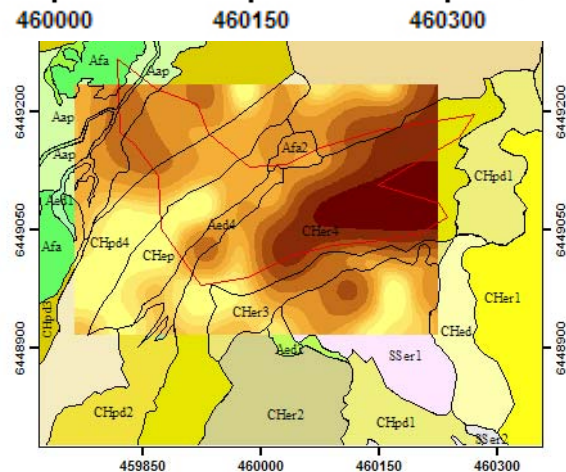 460000 460150 460300
Afa
Aap
6449200
6449200
Aap
Afa2
Aap
CHpd1
Aed1
Aed4
6449050
6449050
Afa
CHpd4
CHer4
CHep
CHer1
CHpd3
CHer3
CHed
6448900
6448900
SSer1
CHpd2
CHer2
CHpd1
SSer2
459850 460000 460150 460300